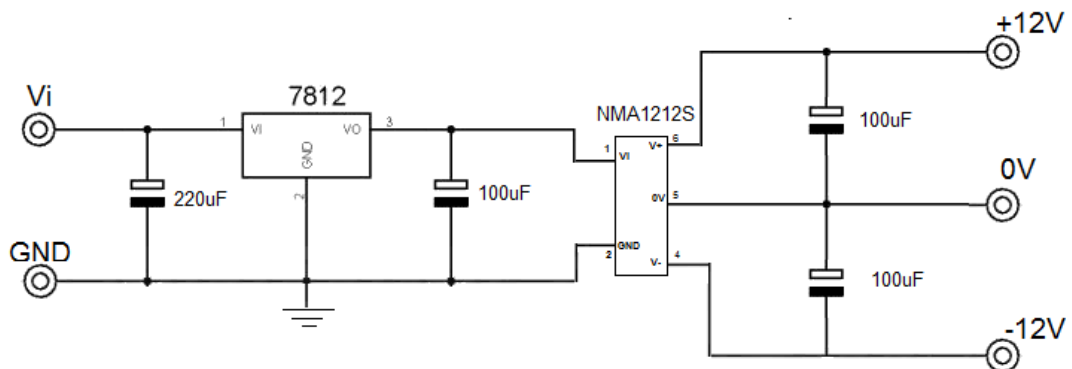 +12V
Vi
7812
NMA1212S
1
VI
VO
3
GND
2
220uF
100uF
1
VI
V+
6
0V
5
GND
2
V-
4
100uF
0V
GND
100uF
-12V